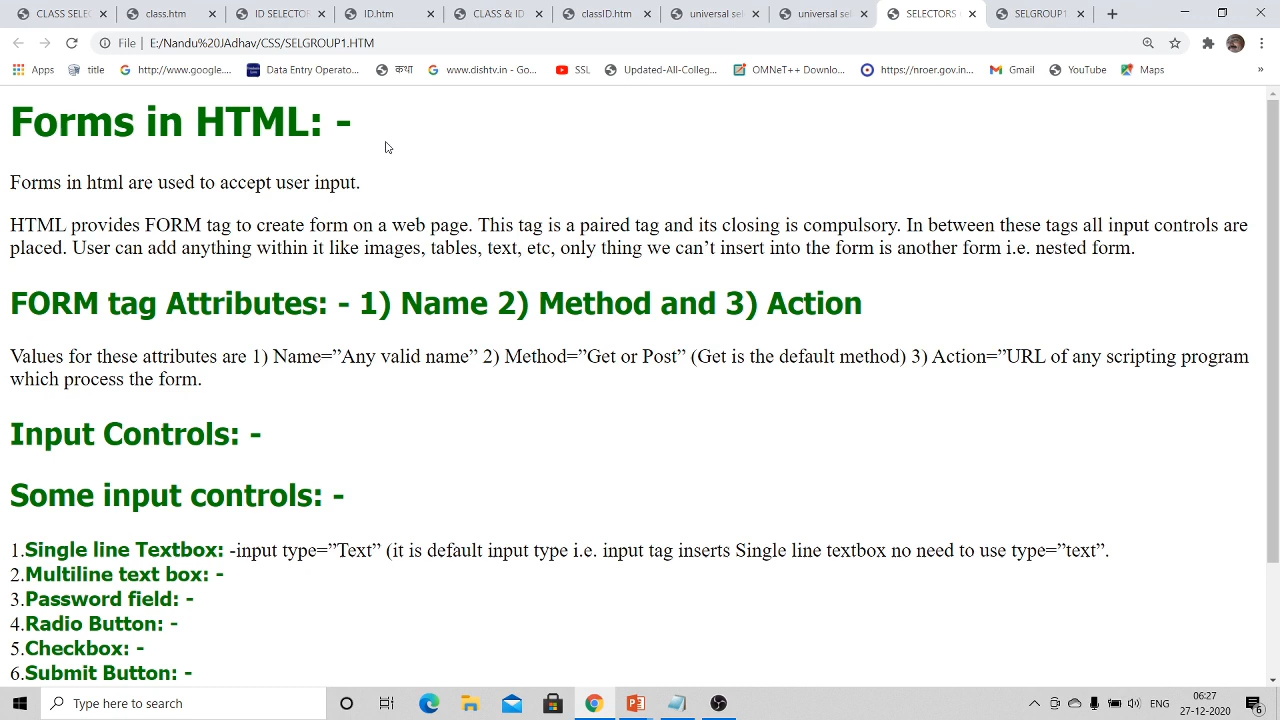 CLASS SELEC
class.htm
ID SELECTOR
ID.htm
CLASS & ID
classID.htm
universal sel
universal sel
SELECTORS
SELGROUP1
File | E:/Nandu%20JAdhav/CSS/SELGROUP1.HTM
Apps title http://www.google.... Data Entry Operato... कथा www.dishtv.in - Go... SSL Updated-All Colleg... OMNeT++ Downlo... https://nroer.gov.in... Gmail YouTube Maps »
Forms in HTML: -
Forms in html are used to accept user input.
HTML provides FORM tag to create form on a web page. This tag is a paired tag and its closing is compulsory. In between these tags all input controls are
placed. User can add anything within it like images, tables, text, etc, only thing we can’t insert into the form is another form i.e. nested form.
FORM tag Attributes: - 1) Name 2) Method and 3) Action
Values for these attributes are 1) Name=”Any valid name” 2) Method=”Get or Post” (Get is the default method) 3) Action=”URL of any scripting program
which process the form.
Input Controls: -
Some input controls: -
1.Single line Textbox: -input type=”Text” (it is default input type i.e. input tag inserts Single line textbox no need to use type=”text”.
2.Multiline text box: -
3.Password field: -
4.Radio Button: -
5.Checkbox: -
6.Submit Button: -
Type here to search
ENG
06:27
27-12-2020
6